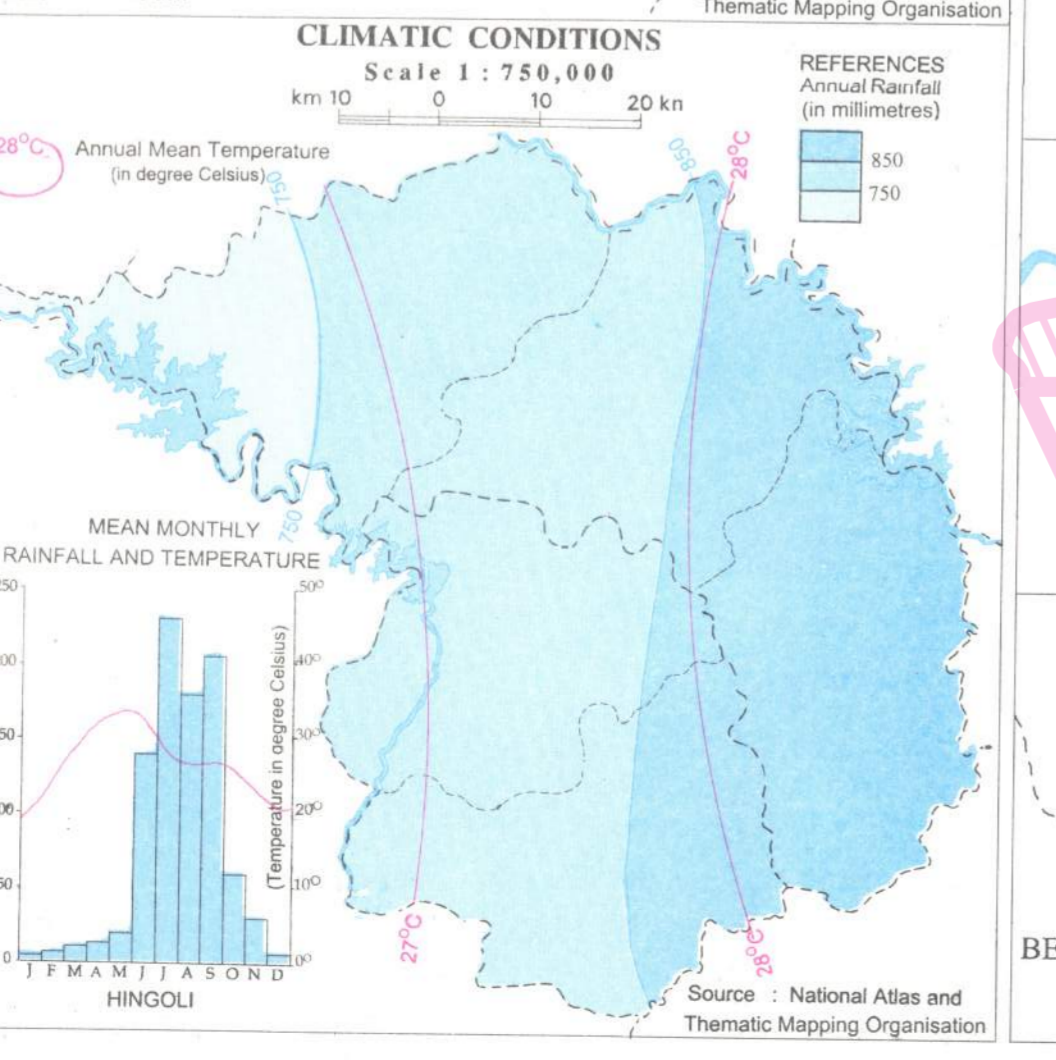 Thematic Mapping Organisation
CLIMATIC CONDITIONS
Scale 1 : 750,000
km 10 0 10 20 kn
REFERENCES
Annual Rainfall
(in millimetres)
850
750
28°C
Annual Mean Temperature
(in degree Celsius)
750
850
28°C
750
MEAN MONTHLY
RAINFALL AND TEMPERATURE
50°
40°
30°
20°
10°
0°
0
(Temperature in degree Celsius)
J F M A M J J A S O N D
HINGOLI
27°C
28°C
Source : National Atlas and
Thematic Mapping Organisation